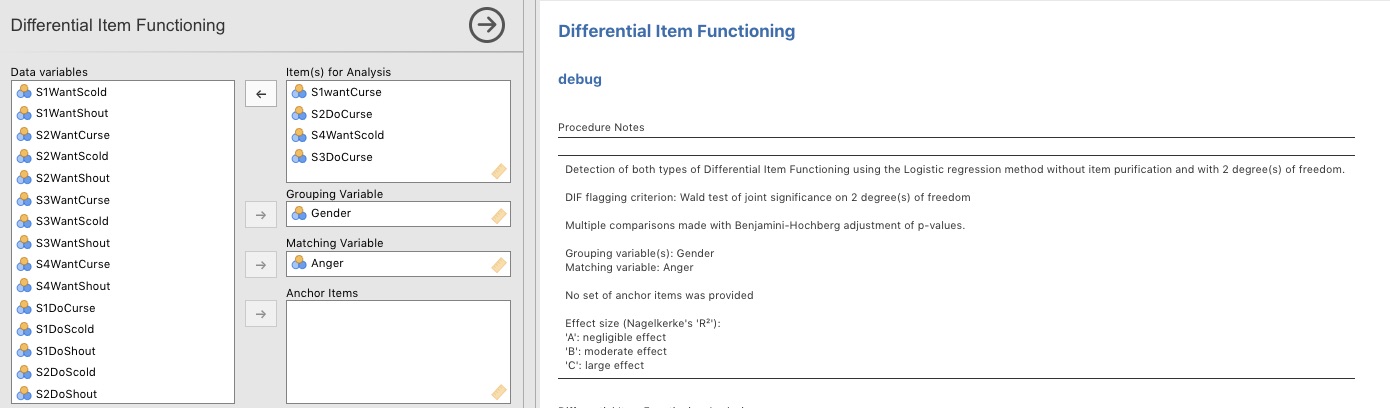 Differential Item Functioning
Data variables
S1WantScold
S1WantShout
S2WantCurse
S2WantScold
S2WantShout
S3WantCurse
S3WantScold
S3WantShout
S4WantCurse
S4WantShout
S1DoCurse
S1DoScold
S1DoShout
S2DoScold
S2DoShout
Item(s) for Analysis
S1wantCurse
S2DoCurse
S4WantScold
S3DoCurse
Grouping Variable
Gender
Matching Variable
Anger
Anchor Items
Differential Item Functioning
debug
Procedure Notes
Detection of both types of Differential Item Functioning using the Logistic regression method without item purification and with 2 degree(s) of freedom.
DIF flagging criterion: Wald test of joint significance on 2 degree(s) of freedom
Multiple comparisons made with Benjamini-Hochberg adjustment of p-values.
Grouping variable(s): Gender
Matching variable: Anger
No set of anchor items was provided
Effect size (Nagelkerke's 'R²'):
'A': negligible effect
'B': moderate effect
'C': large effect